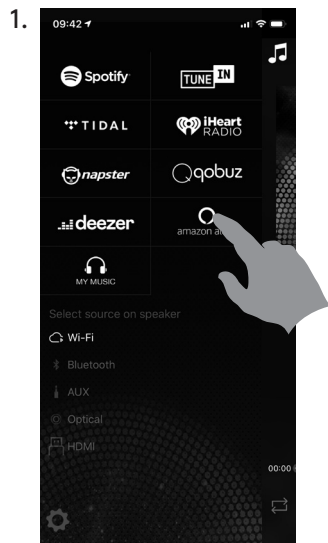 1.
09:42
Spotify
TUNE IN
TIDAL
iHeart RADIO
napster
qobuz
deezer
amazon al
MY MUSIC
Select source on speaker
Wi-Fi
Bluetooth
AUX
Optical
HDMI
00:00